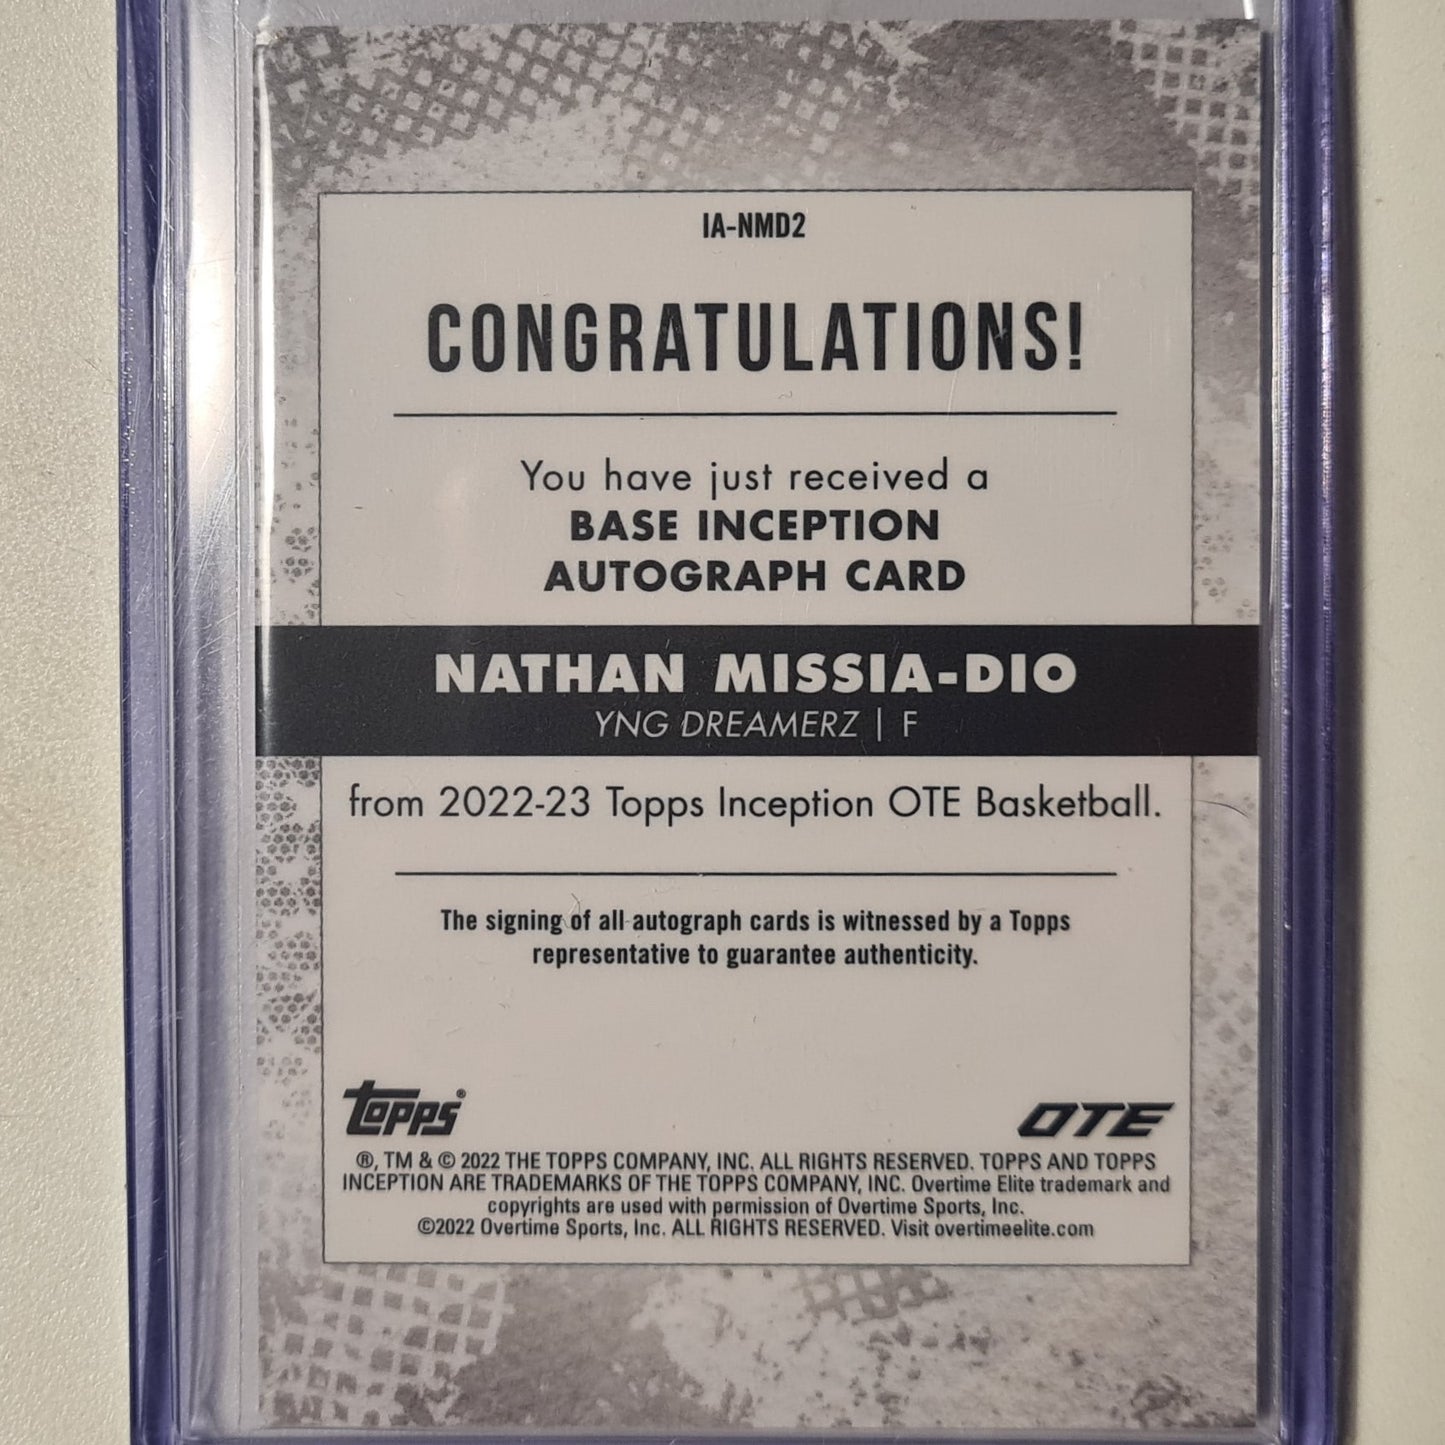 IA-NMD2
CONGRATULATIONS!
You have just received a
BASE INCEPTION
AUTOGRAPH CARD
NATHAN MISSIA-DIO
YNG DREAMERZ | F
from 2022-23 Topps Inception OTE Basketball.
The signing of all autograph cards is witnessed by a Topps
representative to guarantee authenticity.
Topps® OTE
®, TM & © 2022 THE TOPPS COMPANY, INC. ALL RIGHTS RESERVED. TOPPS AND TOPPS
INCEPTION ARE TRADEMARKS OF THE TOPPS COMPANY, INC. Overtime Elite trademark and
copyrights are used with permission of Overtime Sports, Inc.
©2022 Overtime Sports, Inc. ALL RIGHTS RESERVED. Visit overtimeelite.com